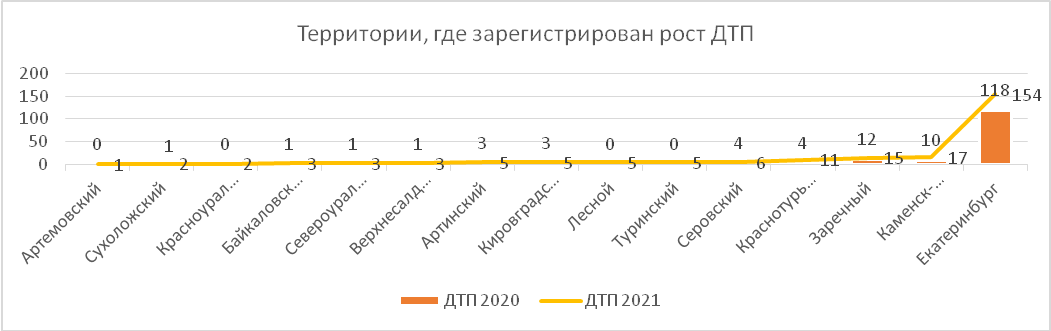 Территории, где зарегистрирован рост ДТП
200
150
100
50
0
0 1 0 1 1 1 3 3 0 0 4 4 12 10 118
1 2 2 3 3 3 5 5 5 5 6 11 15 17 154
Артемовский
Сухоложский
Красноурал...
Байкаловск...
Североурал...
Верхнесалд...
Артинский
Кировградс...
Лесной
Туринский
Серовский
Краснотурь...
Заречный
Каменск-...
Екатеринбург
ДТП 2020 ДТП 2021